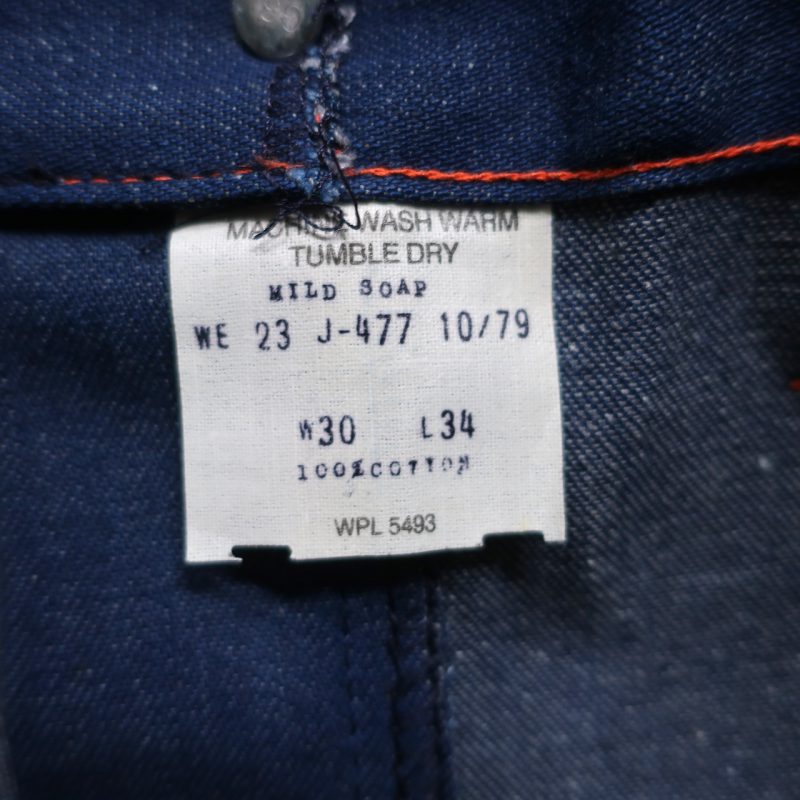 MACHINE WASH WARM
TUMBLE DRY
MILD SOAP
WE 23 J-477 10/79
W30 L34
100%COTTON
WPL 5493